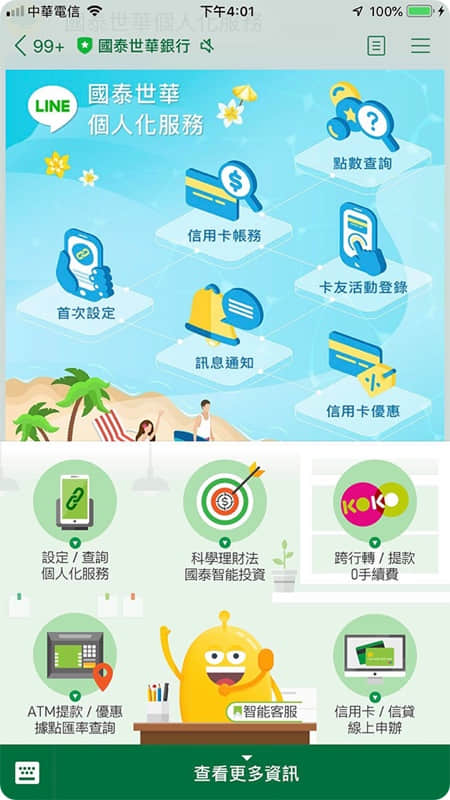 中華電信
下午4:01
100%
國泰世華個人化服務
99+
國泰世華銀行
LINE
國泰世華
個人化服務
點數查詢
信用卡帳務
卡友活動登錄
首次設定
訊息通知
信用卡優惠
設定 / 查詢
個人化服務
科學理財法
國泰智能投資
KOKO
跨行轉 / 提款
0手續費
ATM提款 / 優惠
據點匯率查詢
智能客服
信用卡 / 信貸
線上申辦
查看更多資訊